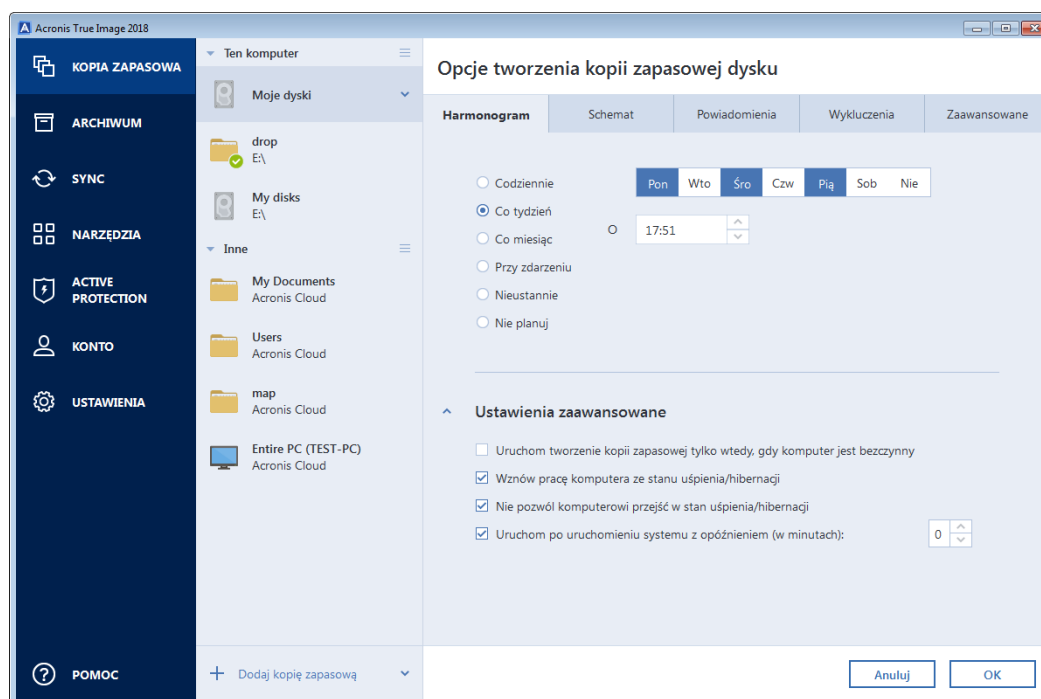 Acronis True Image 2018
KOPIA ZAPASOWA
ARCHIWUM
SYNC
NARZĘDZIA
ACTIVE
PROTECTION
KONTO
USTAWIENIA
POMOC
Ten komputer
Moje dyski
drop
E:\
My disks
E:\
Inne
My Documents
Acronis Cloud
Users
Acronis Cloud
map
Acronis Cloud
Entire PC (TEST-PC)
Acronis Cloud
Dodaj kopię zapasową
Opcje tworzenia kopii zapasowej dysku
Harmonogram Schemat Powiadomienia Wykluczenia Zaawansowane
Codziennie
Co tydzień
Co miesiąc
Przy zdarzeniu
Nieustannie
Nie planuj
Pon Wto Śro Czw Pią Sob Nie
O 17:51
Ustawienia zaawansowane
Uruchom tworzenie kopii zapasowej tylko wtedy, gdy komputer jest bezczynny
Wznów pracę komputera ze stanu uśpienia/hibernacji
Nie pozwól komputerowi przejść w stan uśpienia/hibernacji
Uruchom po uruchomieniu systemu z opóźnieniem (w minutach): 0
Anuluj OK